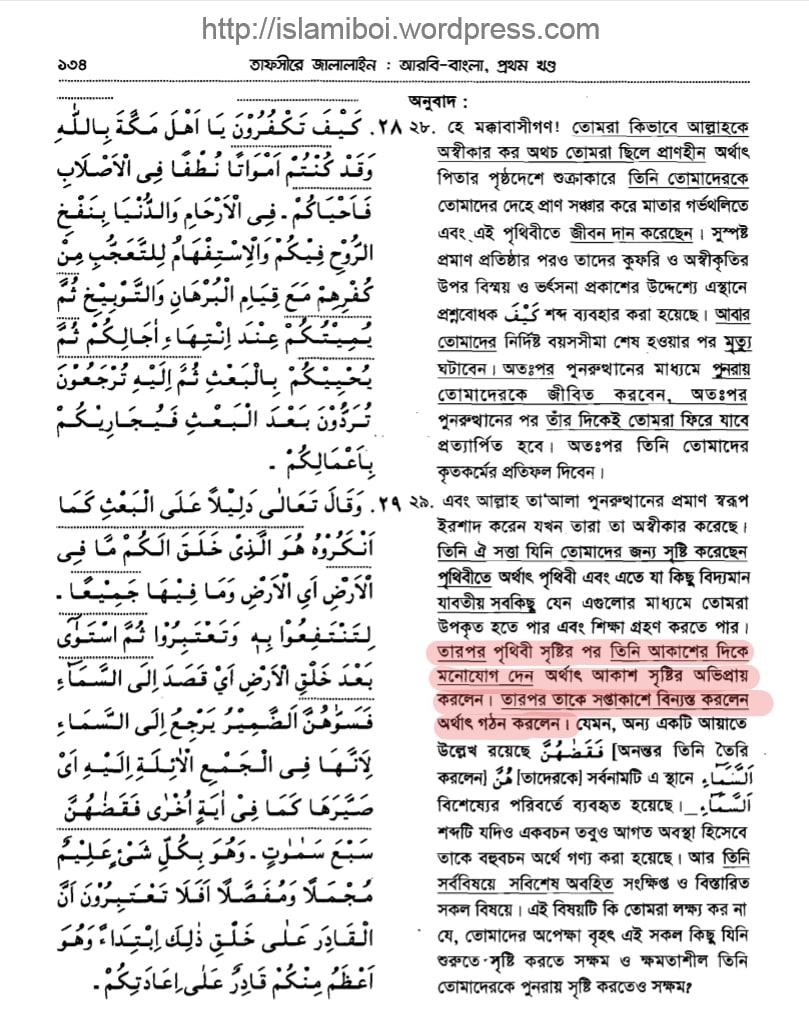 http://islamiboi.wordpress.com
১৩৪
তাফসীরে জালালাইন : আরবি-বাংলা, প্রথম খণ্ড
٢٨. كَيْفَ تَكْفُرُوْنَ يَا اَهْلَ مَكَّةَ بِاللّٰهِ
وَقَدْ كُنْتُمْ اَمْوَاتًا نُطَفًا فِى الْاَصْلَابِ
فَاَحْيَاكُمْ ـ فِى الْاَرْحَامِ وَالدُّنْيَا بِنَفْخِ
الرُّوْحِ فِيْكُمْ وَالْاِسْتِفْهَامُ لِلتَّعَجُّبِ مِنْ
كُفْرِهِمْ مَعَ قِيَامِ الْبُرْهَانِ وَالتَّوْبِيْخِ ثُمَّ
يُمِيْتُكُمْ عِنْدَ اِنْتِهَاءِ اٰجَالِكُمْ ثُمَّ
يُحْيِيْكُمْ بِالْبَعْثِ ثُمَّ اِلَيْهِ تُرْجَعُوْنَ
تُرَدُّوْنَ بَعْدَ الْبَعْثِ فَيُجَازِيْكُمْ
بِاَعْمَالِكُمْ ـ
٢٩. وَقَالَ تَعَالٰى دَلِيْلًا عَلَى الْبَعْثِ كَمَا
اَنْكَرُوْهُ هُوَ الَّذِىْ خَلَقَ لَكُمْ مَّا فِى
الْاَرْضِ اَىِ الْاَرْضِ وَمَا فِيْهَا جَمِيْعًا ـ
لِتَنْتَفِعُوْا بِهٖ وَتَعْتَبِرُوْا ثُمَّ اسْتَوٰٓى
بَعْدَ خَلْقِ الْاَرْضِ اَىْ قَصَدَ اِلَى السَّمَآءِ
فَسَوّٰهُنَّ الضَّمِيْرُ يَرْجِعُ اِلَى السَّمَاءِ
لِاَنَّهَا فِى الْجَمْعِ الْاٰئِلَةِ اِلَيْهِ اَىْ
صَيَّرَهَا كَمَا فِىْ اٰيَةٍ اُخْرٰى فَقَضٰهُنَّ
سَبْعَ سَمٰوٰتٍ ـ وَهُوَ بِكُلِّ شَىْءٍ عَلِيْمٌ
مُجْمَلًا وَمُفَصَّلًا اَفَلَا تَعْتَبِرُوْنَ اَنَّ
الْقَادِرَ عَلٰى خَلْقِ ذٰلِكَ اِبْتِدَاءً وَهُوَ
اَعْظَمُ مِنْكُمْ قَادِرٌ عَلٰى اِعَادَتِكُمْ ـ
অনুবাদ :
২৮. হে মক্কাবাসীগণ! তোমরা কিভাবে আল্লাহকে
অস্বীকার কর অথচ তোমরা ছিলে প্রাণহীন অর্থাৎ
পিতার পৃষ্ঠদেশে শুক্রাকারে তিনি তোমাদেরকে
তোমাদের দেহে প্রাণ সঞ্চার করে মাতার গর্ভথলিতে
এবং এই পৃথিবীতে জীবন দান করেছেন। সুস্পষ্ট
প্রমাণ প্রতিষ্ঠার পরও তাদের কুফরি ও অস্বীকৃতির
উপর বিস্ময় ও ভর্ৎসনা প্রকাশের উদ্দেশ্যে এস্থানে
প্রশ্নবোধক كَيْفَ শব্দ ব্যবহার করা হয়েছে। আবার
তোমাদের নির্দিষ্ট বয়সসীমা শেষ হওয়ার পর মৃত্যু
ঘটাবেন। অতঃপর পুনরুত্থানের মাধ্যমে পুনরায়
তোমাদেরকে জীবিত করবেন, অতঃপর
পুনরুত্থানের পর তাঁর দিকেই তোমরা ফিরে যাবে
প্রত্যার্পিত হবে। অতঃপর তিনি তোমাদের
কৃতকর্মের প্রতিফল দিবেন।
২৯. এবং আল্লাহ তা'আলা পুনরুত্থানের প্রমাণ স্বরূপ
ইরশাদ করেন যখন তারা তা অস্বীকার করেছে।
তিনি ঐ সত্তা যিনি তোমাদের জন্য সৃষ্টি করেছেন
পৃথিবীতে অর্থাৎ পৃথিবী এবং এতে যা কিছু বিদ্যমান
যাবতীয় সবকিছু যেন এগুলোর মাধ্যমে তোমরা
উপকৃত হতে পার এবং শিক্ষা গ্রহণ করতে পার।
তারপর পৃথিবী সৃষ্টির পর তিনি আকাশের দিকে
মনোযোগ দেন অর্থাৎ আকাশ সৃষ্টির অভিপ্রায়
করলেন। তারপর তাকে সপ্তাকাশে বিন্যস্ত করলেন
অর্থাৎ গঠন করলেন। যেমন, অন্য একটি আয়াতে
উল্লেখ রয়েছে فَقَضٰهُنَّ [অনন্তর তিনি তৈরি
করলেন] هُنَّ [তাদেরকে] সর্বনামটি এ স্থানে اَلسَّمَآءِ
বিশেষ্যের পরিবর্তে ব্যবহৃত হয়েছে। اَلسَّمَآءِ
শব্দটি যদিও একবচন তবুও আগত অবস্থা হিসেবে
তাকে বহুবচন অর্থে গণ্য করা হয়েছে। আর তিনি
সর্ববিষয়ে সবিশেষ অবহিত সংক্ষিপ্ত ও বিস্তারিত
সকল বিষয়ে। এই বিষয়টি কি তোমরা লক্ষ্য কর না
যে, তোমাদের অপেক্ষা বৃহৎ এই সকল কিছু যিনি
শুরুতে সৃষ্টি করতে সক্ষম ও ক্ষমতাশীল তিনি
তোমাদেরকে পুনরায় সৃষ্টি করতেও সক্ষম?